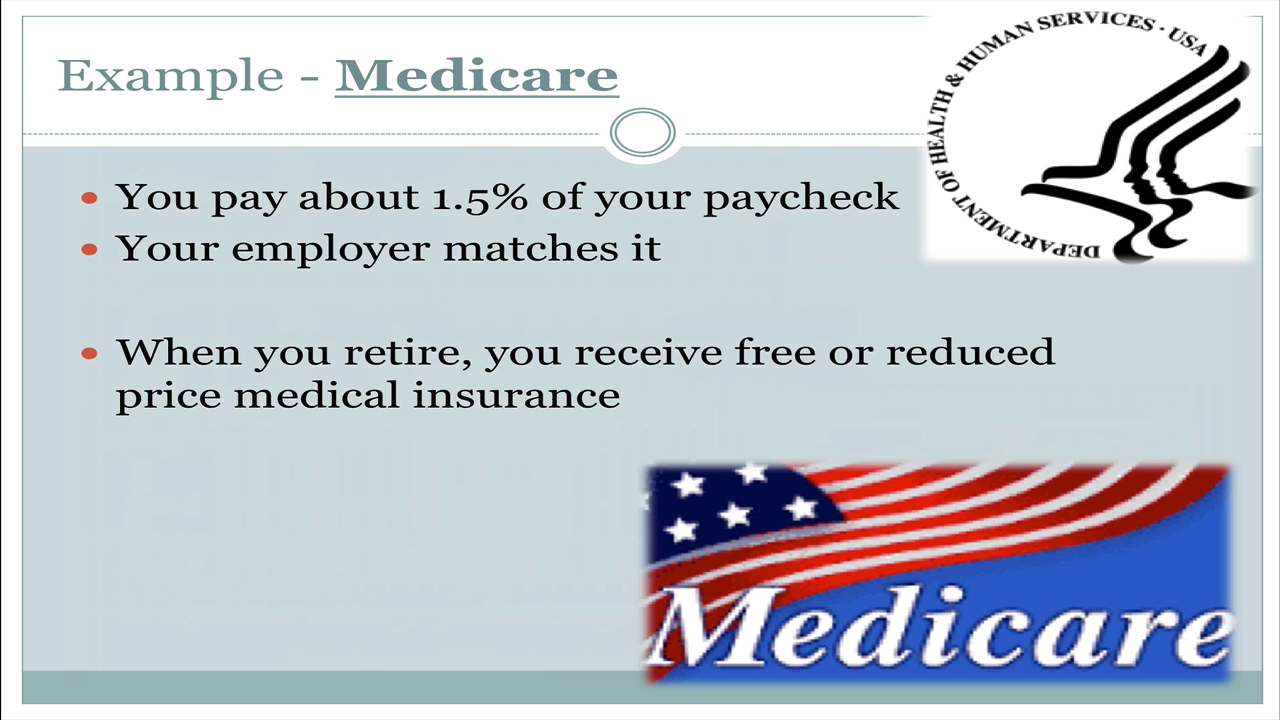 Example - Medicare
DEPARTMENT OF HEALTH & HUMAN SERVICES · USA
• You pay about 1.5% of your paycheck
• Your employer matches it
• When you retire, you receive free or reduced
price medical insurance
Medicare